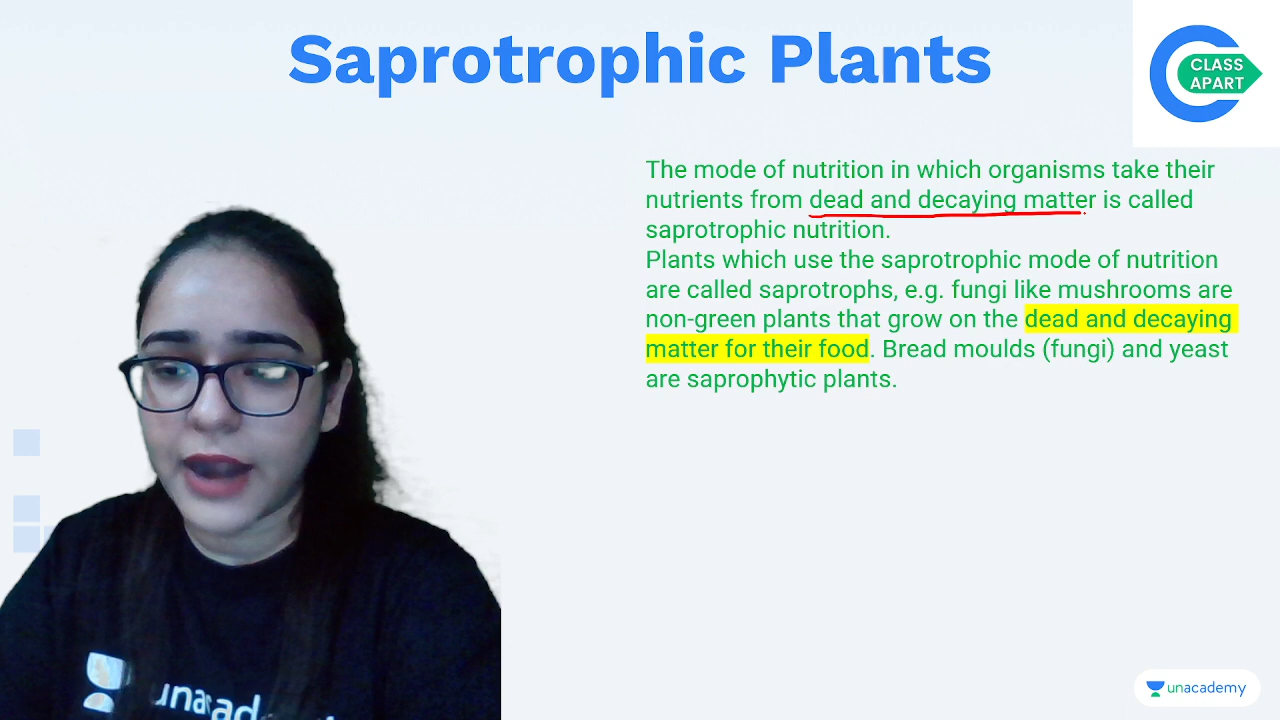 Saprotrophic Plants
CLASS
APART
The mode of nutrition in which organisms take their
nutrients from dead and decaying matter is called
saprotrophic nutrition.
Plants which use the saprotrophic mode of nutrition
are called saprotrophs, e.g. fungi like mushrooms are
non-green plants that grow on the dead and decaying
matter for their food. Bread moulds (fungi) and yeast
are saprophytic plants.
unacademy